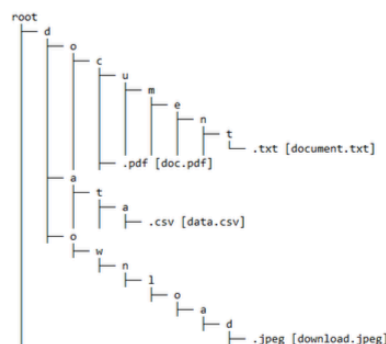 root
d
o
c
u
m
e
n
t
.txt [document.txt]
.pdf [doc.pdf]
a
t
a
.csv [data.csv]
o
w
n
l
o
a
d
.jpeg [download.jpeg]